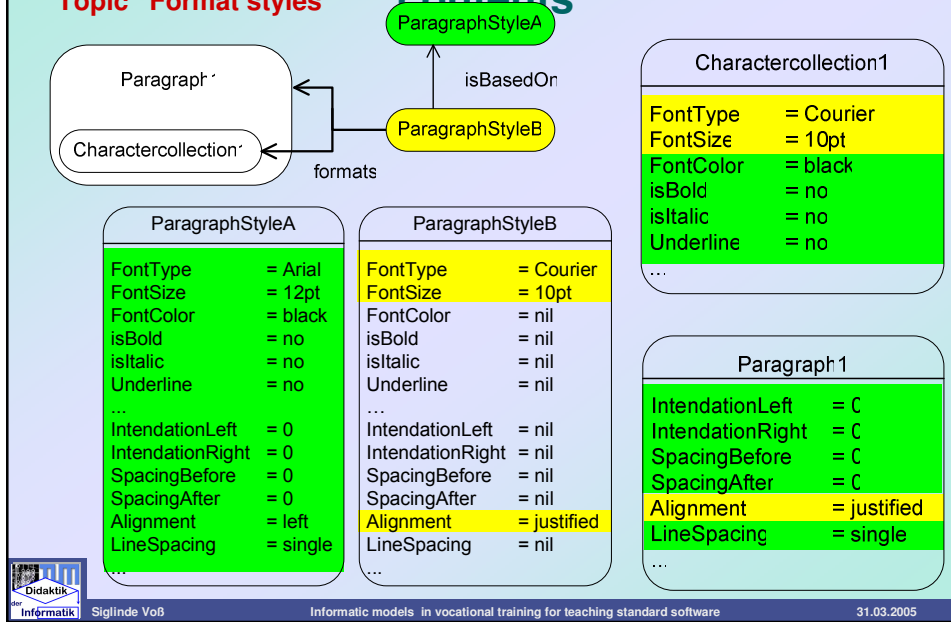 Topic "Format styles"
ParagraphStyleA
isBasedOn
ParagraphStyleB
formats
Paragraph1
Charactercollection1
Charactercollection1
FontType = Courier
FontSize = 10pt
FontColor = black
isBold = no
isItalic = no
Underline = no
...
ParagraphStyleA
FontType = Arial
FontSize = 12pt
FontColor = black
isBold = no
isItalic = no
Underline = no
...
IntendationLeft = 0
IntendationRight = 0
SpacingBefore = 0
SpacingAfter = 0
Alignment = left
LineSpacing = single
...
ParagraphStyleB
FontType = Courier
FontSize = 10pt
FontColor = nil
isBold = nil
isItalic = nil
Underline = nil
...
IntendationLeft = nil
IntendationRight = nil
SpacingBefore = nil
SpacingAfter = nil
Alignment = justified
LineSpacing = nil
...
Paragraph1
IntendationLeft = 0
IntendationRight = 0
SpacingBefore = 0
SpacingAfter = 0
Alignment = justified
LineSpacing = single
...
Didaktik
der
Informatik
Siglinde Voß Informatic models in vocational training for teaching standard software 31.03.2005